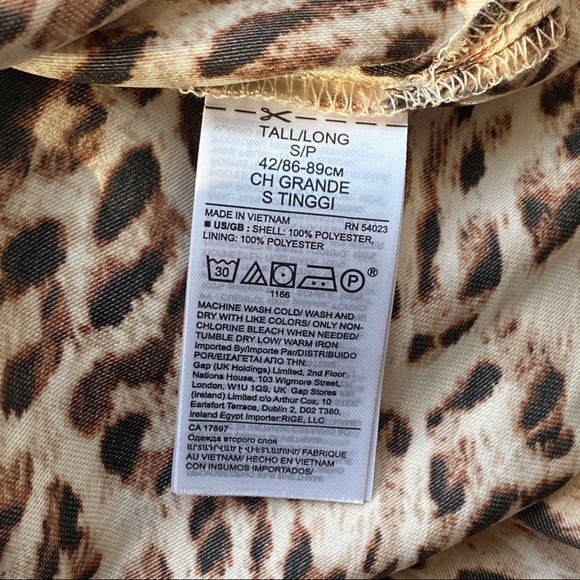 TALL/LONG
S/P
42/86-89CM
CH GRANDE
S TINGGI
MADE IN VIETNAM RN 54023
■ US/GB : SHELL: 100% POLYESTER,
LINING: 100% POLYESTER
30 P ®
1166
MACHINE WASH COLD/ WASH AND
DRY WITH LIKE COLORS/ ONLY NON-
CHLORINE BLEACH WHEN NEEDED/
TUMBLE DRY LOW/ WARM IRON
Imported By/Importe Par/DISTRIBUIDO
POR/ΕΙΣΑΓΕΤΑΙ ΑΠΟ ΤΗΝ:
Gap (UK Holdings) Limited, 2nd Floor
Nations House, 103 Wigmore Street,
London, W1U 1QS, UK Gap Stores
(Ireland) Limited c/o Arthur Cox, 10
Earlsfort Terrace, Dublin 2, D02 T380,
Ireland Egypt Importer:RIGE, LLC
CA 17897
Одежда второго слоя
ԱՐՏԱԴՐՎԱԾ Է ՎԻԵՏՆԱՄՈՒՄ/ FABRIQUÉ
AU VIETNAM/ HECHO EN VIETNAM
CON INSUMOS IMPORTADOS/